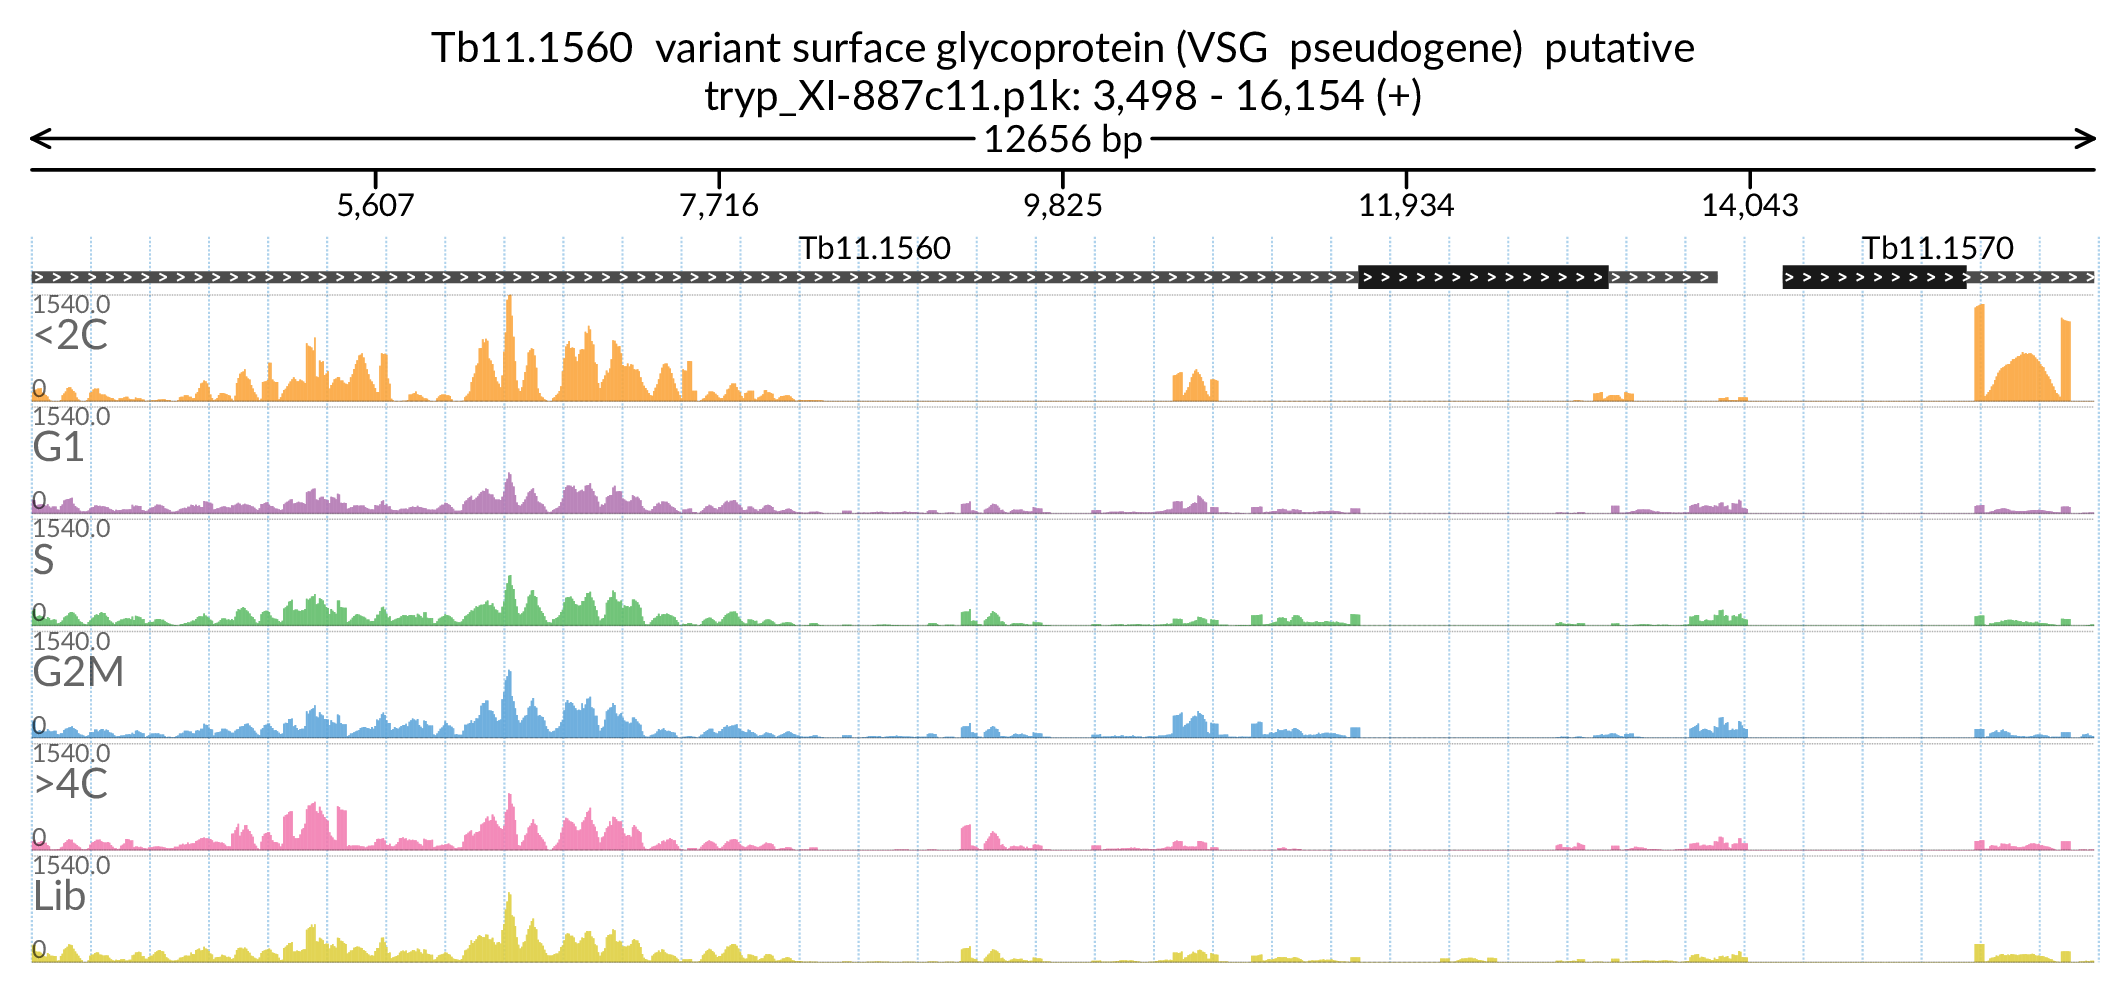 Tb11.1560 variant surface glycoprotein (VSG pseudogene) putative
tryp_XI-887c11.p1k: 3,498 - 16,154 (+)
12656 bp
5,607 7,716 9,825 11,934 14,043
Tb11.1560 Tb11.1570
1540.0
<2C
0
1540.0
G1
0
1540.0
S
0
1540.0
G2M
0
1540.0
>4C
0
1540.0
Lib
0